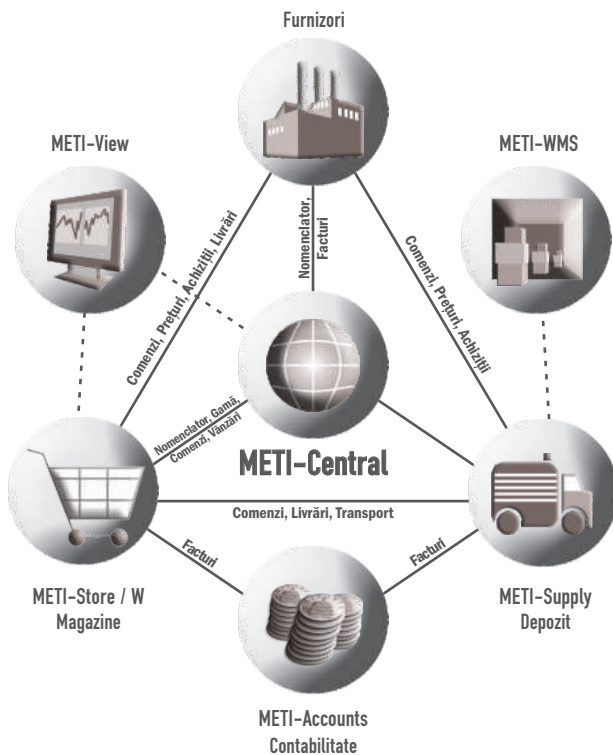 Furnizori
METI-View
METI-WMS
Comenzi, Prețuri, Achiziții, Livrări
Nomenclator,
Facturi
Comenzi, Prețuri, Achiziții
Nomenclator, Gamă,
Comenzi, Vânzări
METI-Central
Comenzi, Livrări, Transport
Facturi
Facturi
METI-Store / W
Magazine
METI-Supply
Depozit
METI-Accounts
Contabilitate